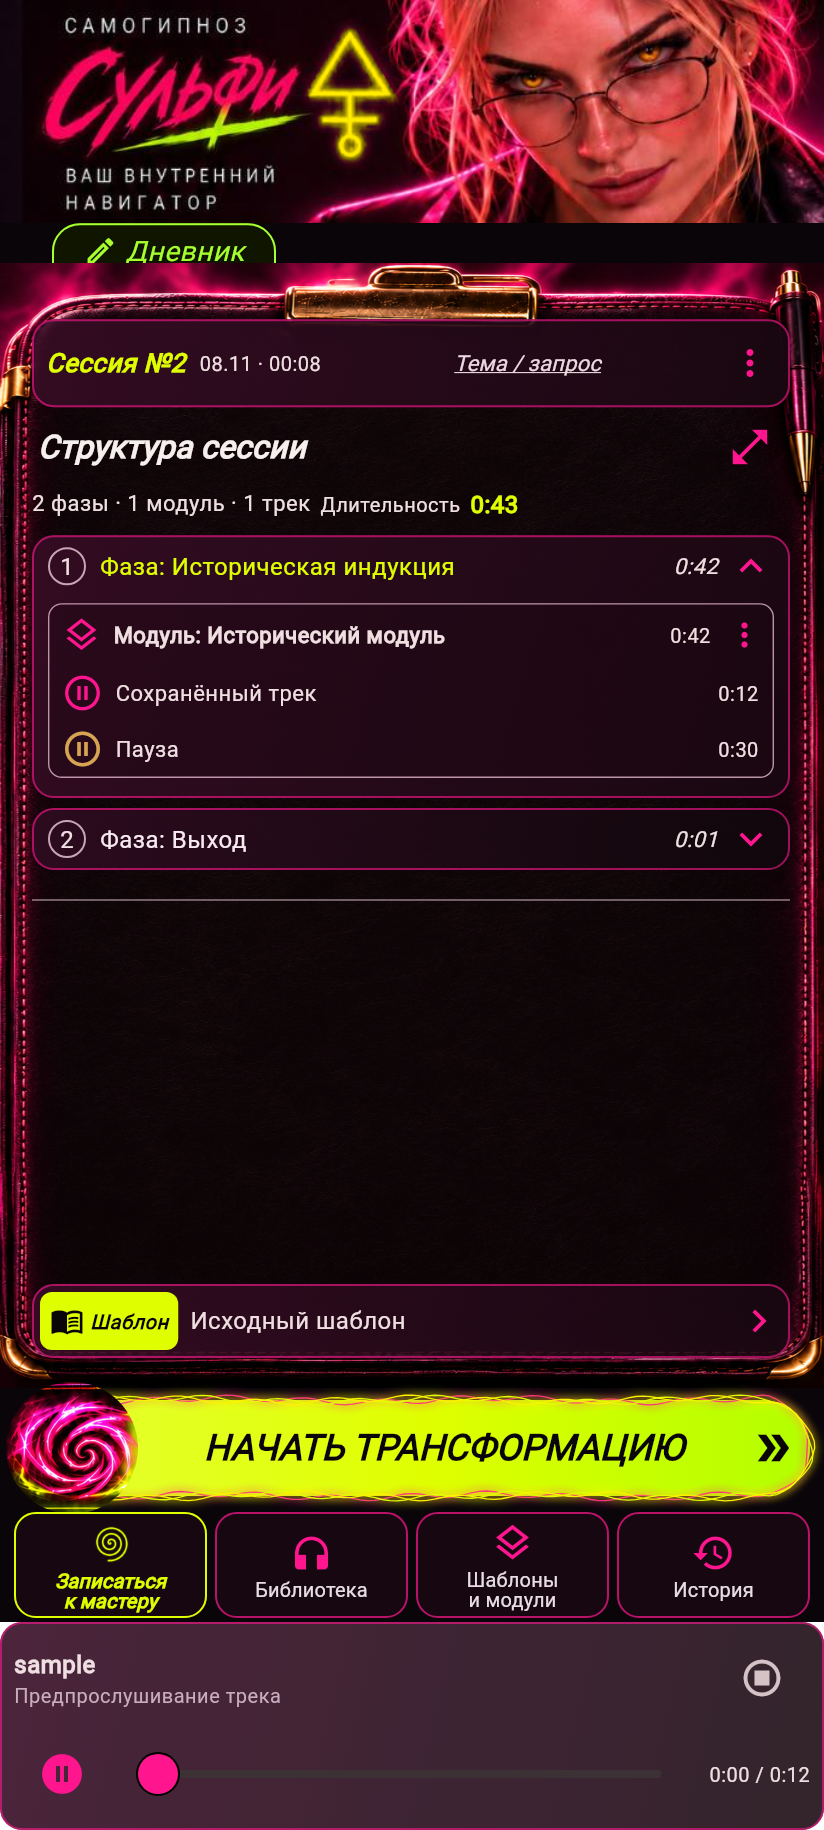 САМОГИПНОЗ
Сульфи
ВАШ ВНУТРЕННИЙ
НАВИГАТОР
Дневник
Сессия №2 08.11 · 00:08 Тема / запрос
Структура сессии
2 фазы · 1 модуль · 1 трек Длительность 0:43
1 Фаза: Историческая индукция 0:42
Модуль: Исторический модуль 0:42
Сохранённый трек 0:12
Пауза 0:30
2 Фаза: Выход 0:01
Шаблон Исходный шаблон
НАЧАТЬ ТРАНСФОРМАЦИЮ »
Записаться
к мастеру
Библиотека
Шаблоны
и модули
История
sample
Предпрослушивание трека
0:00 / 0:12